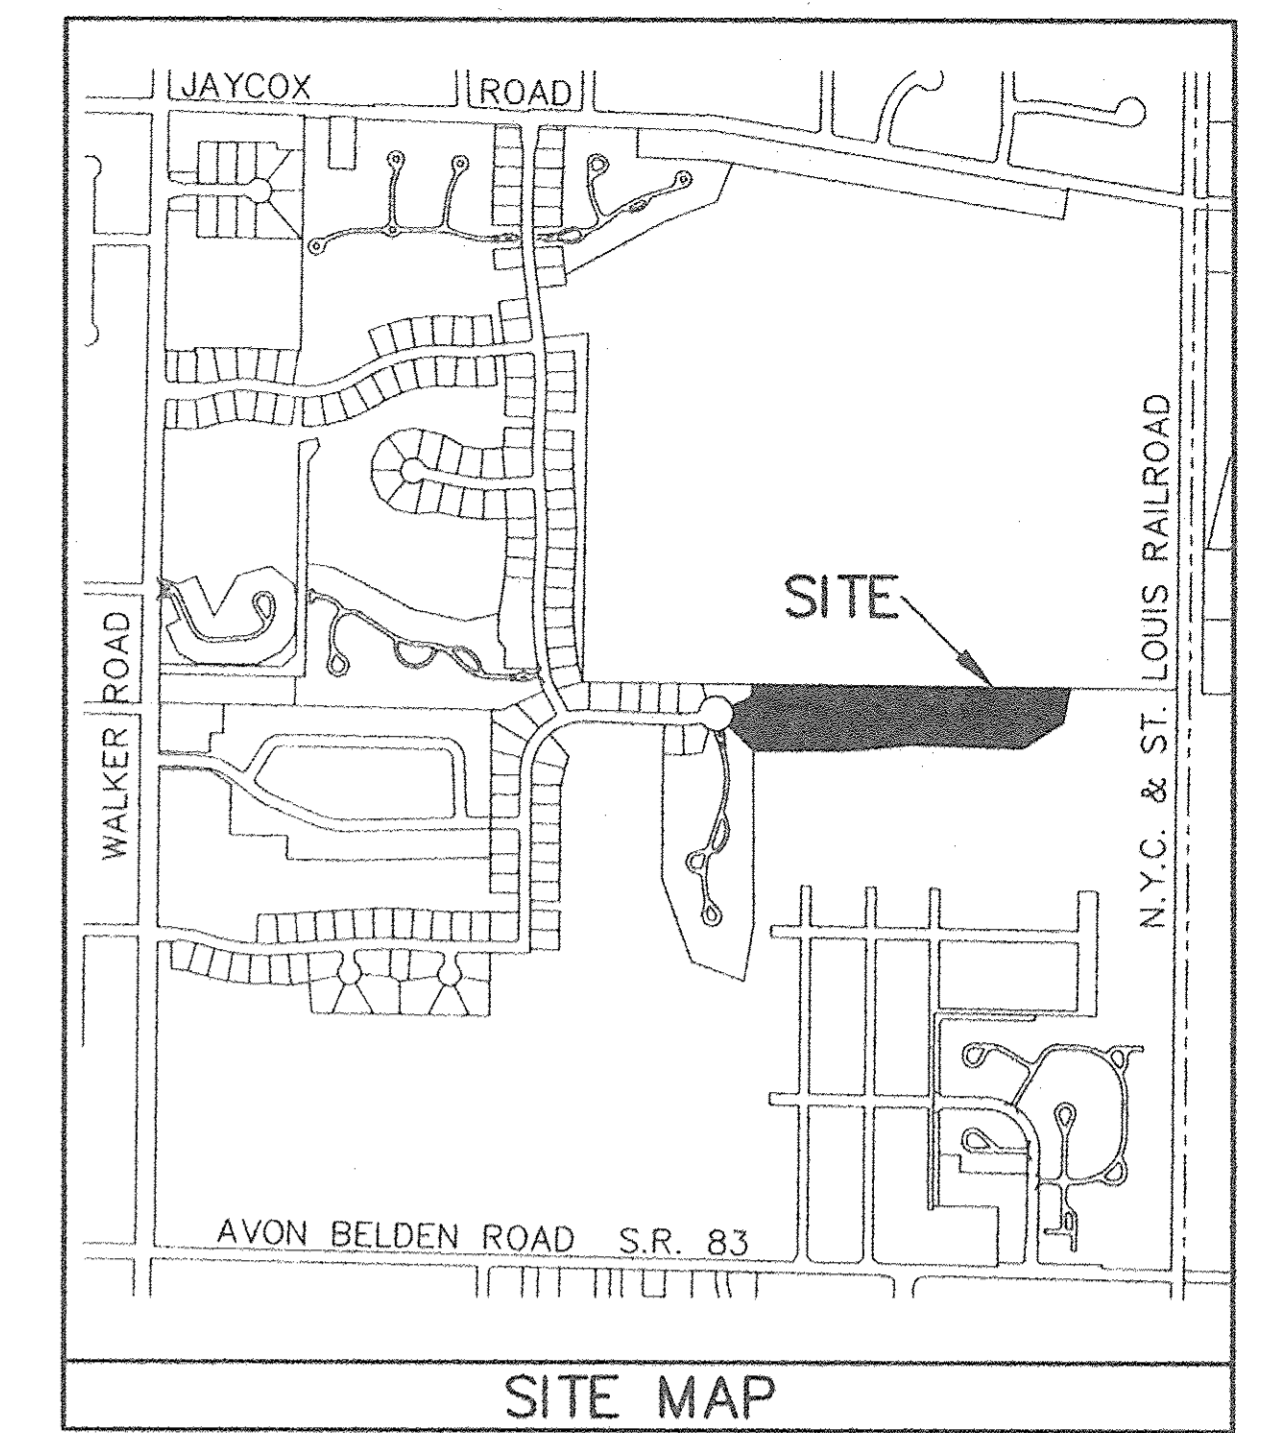 JAYCOX ROAD
SITE
N.Y.C. & ST. LOUIS RAILROAD
WALKER ROAD
AVON BELDEN ROAD S.R. 83
SITE MAP